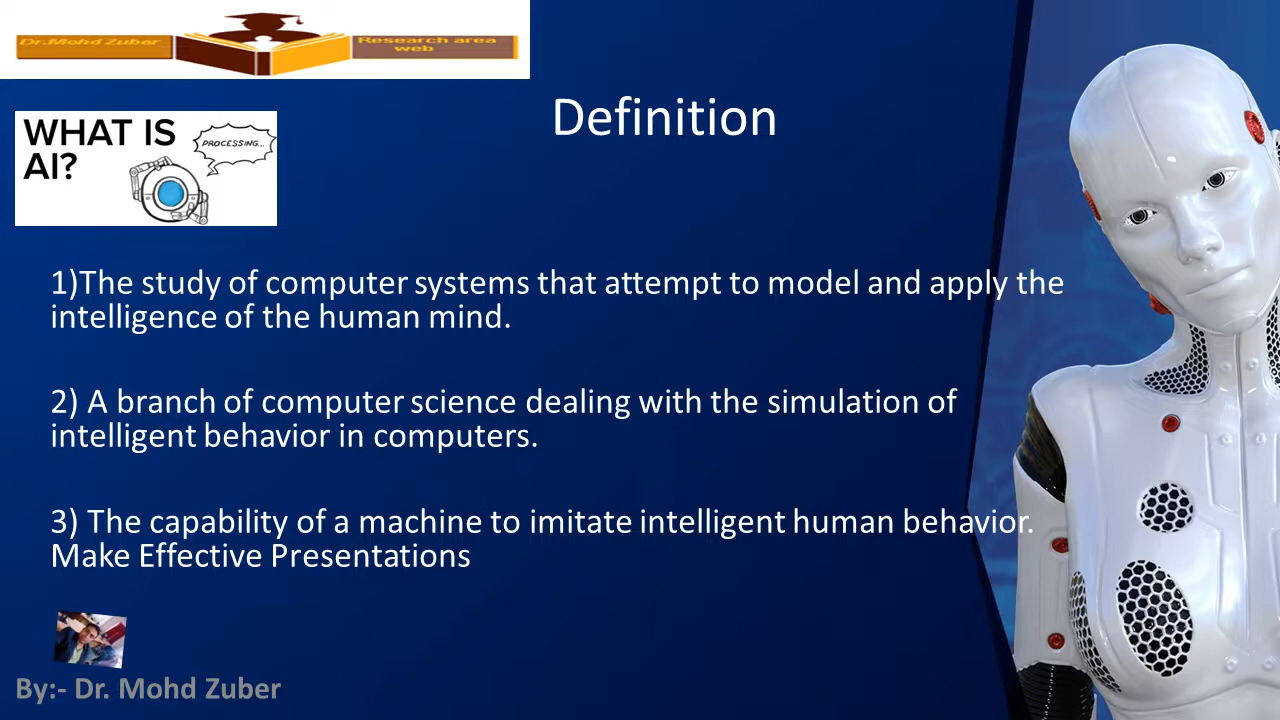 Dr.Mohd Zuber
Research area
web
WHAT IS
AI?
PROCESSING...
Definition
1)The study of computer systems that attempt to model and apply the
intelligence of the human mind.
2) A branch of computer science dealing with the simulation of
intelligent behavior in computers.
3) The capability of a machine to imitate intelligent human behavior.
Make Effective Presentations
By:- Dr. Mohd Zuber